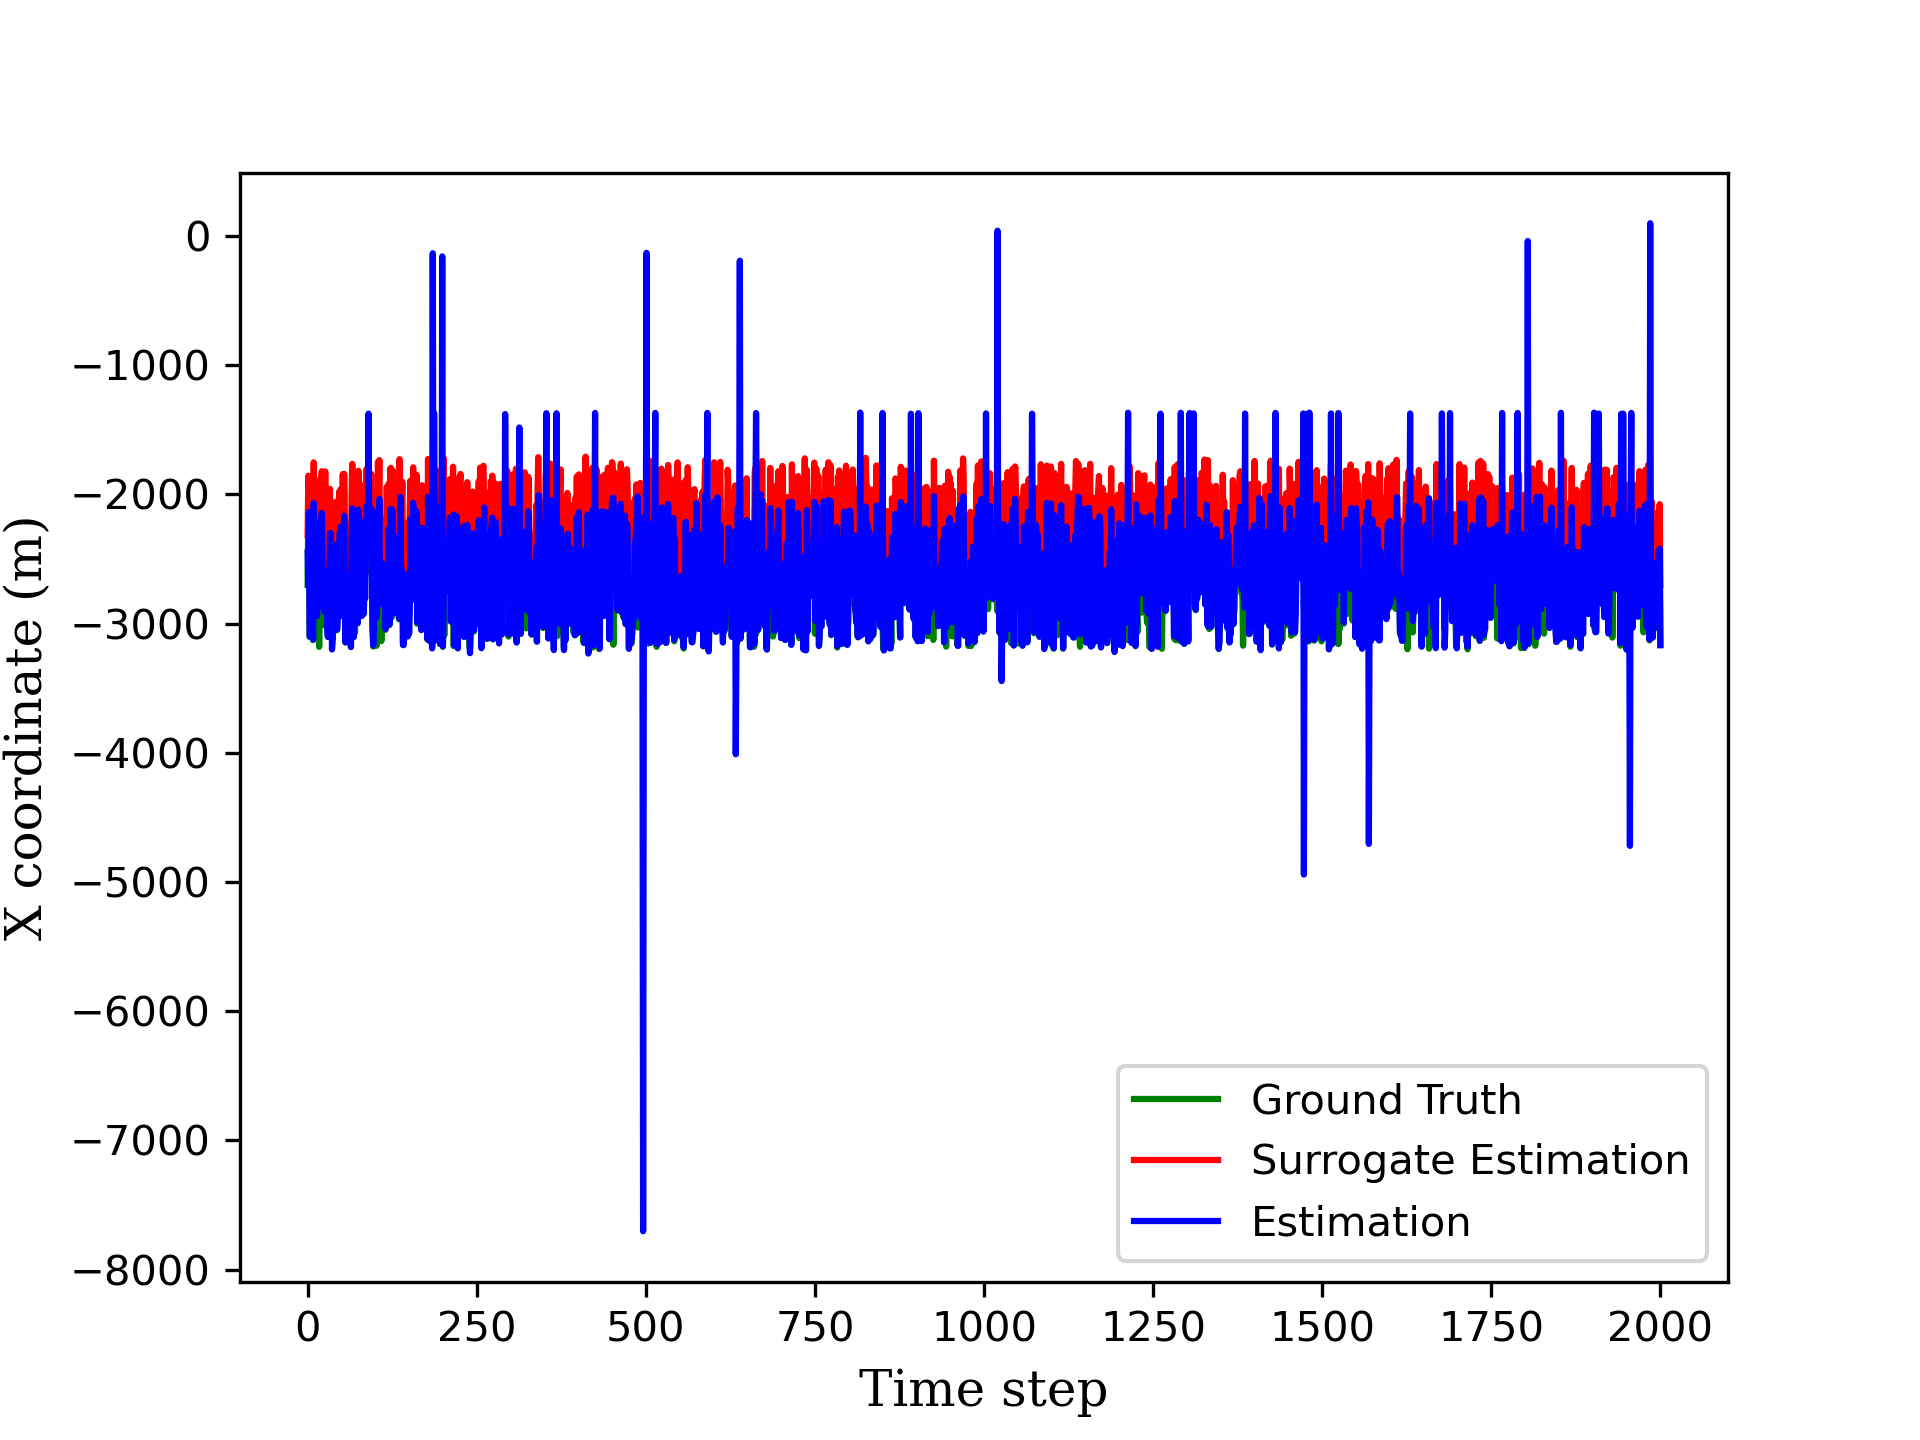 0
−1000
−2000
−3000
−4000
−5000
−6000
−7000
−8000
X coordinate (m)
Ground Truth
Surrogate Estimation
Estimation
0 250 500 750 1000 1250 1500 1750 2000
Time step